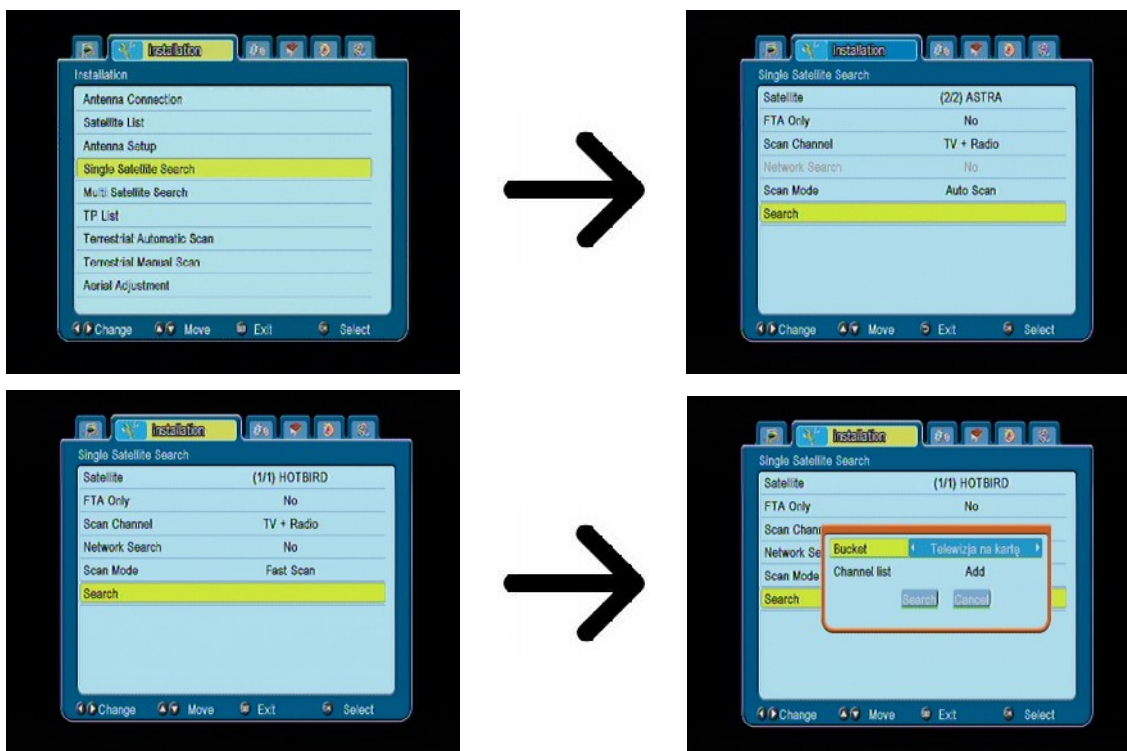 Installation
Installation
Antenna Connection
Satellite List
Antenna Setup
Single Satellite Search
Multi Satellite Search
TP List
Terrestrial Automatic Scan
Terrestrial Manual Scan
Aerial Adjustment
Change Move Exit Select
Installation
Single Satellite Search
Satellite (2/2) ASTRA
FTA Only No
Scan Channel TV + Radio
Network Search No
Scan Mode Auto Scan
Search
Change Move Exit Select
Installation
Single Satellite Search
Satellite (1/1) HOTBIRD
FTA Only No
Scan Channel TV + Radio
Network Search No
Scan Mode Fast Scan
Search
Change Move Exit Select
Installation
Single Satellite Search
Satellite (1/1) HOTBIRD
FTA Only No
Scan Chann
Network Se
Bucket Telewizja na kartę
Scan Mode
Channel list Add
Search
Search Cancel
Change Move Exit Select